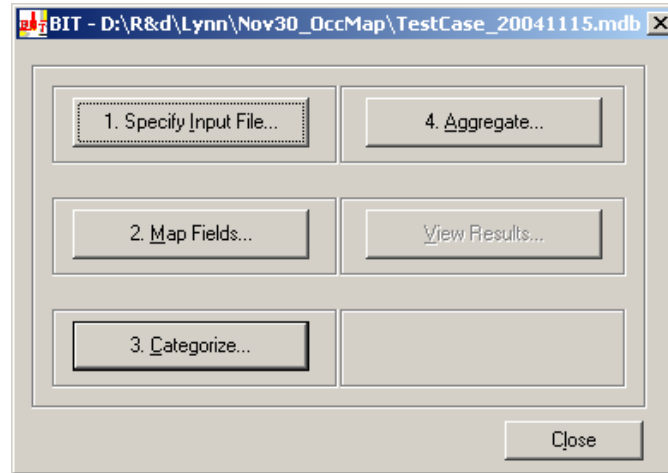 BIT - D:\R&d\Lynn\Nov30_OccMap\TestCase_20041115.mdb
1. Specify Input File...
4. Aggregate...
2. Map Fields...
View Results...
3. Categorize...
Close